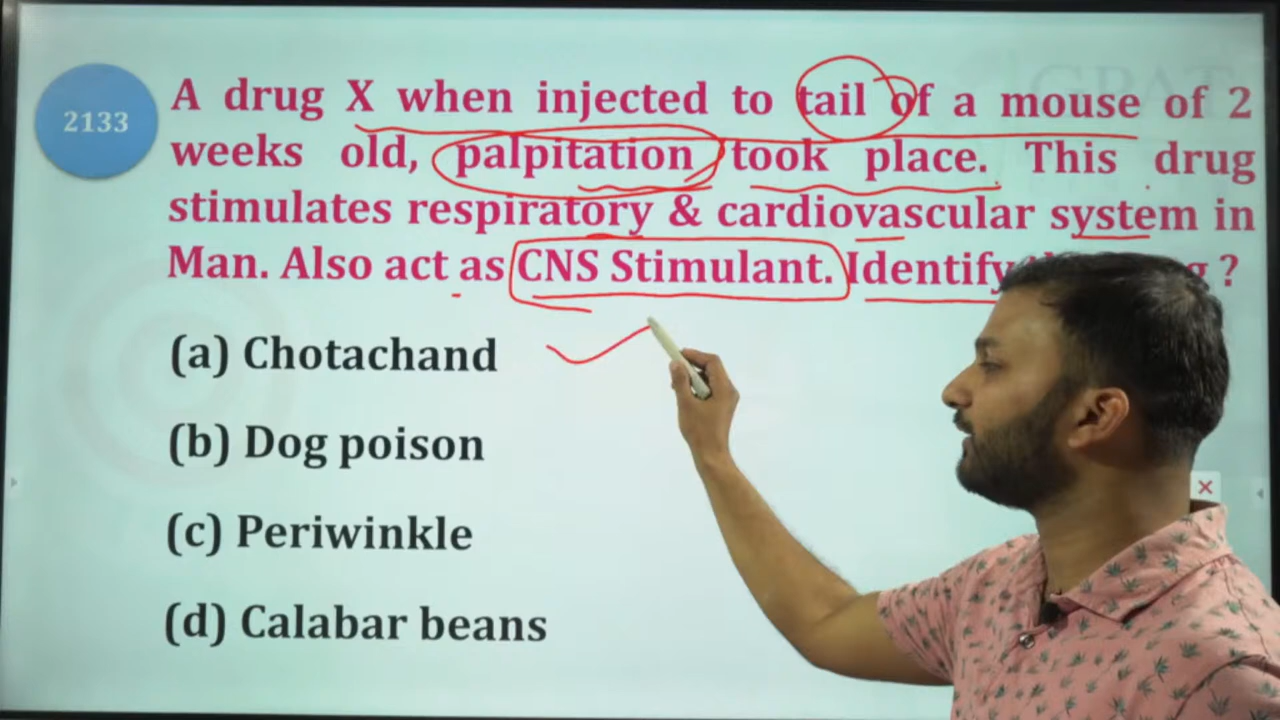 2133
A drug X when injected to tail of a mouse of 2
weeks old, palpitation took place. This drug
stimulates respiratory & cardiovascular system in
Man. Also act as CNS Stimulant. Identify ?
(a) Chotachand
(b) Dog poison
(c) Periwinkle
(d) Calabar beans
GPAT